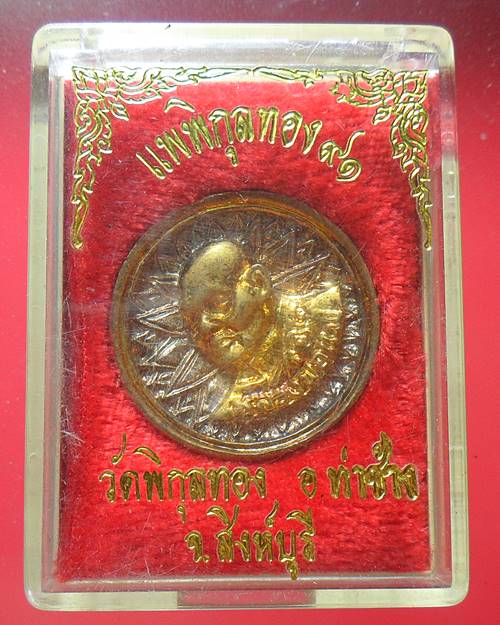 แพพิกุลทอง ๙๑
วัดพิกุลทอง อ.ท่าช้าง
จ.สิงห์บุรี